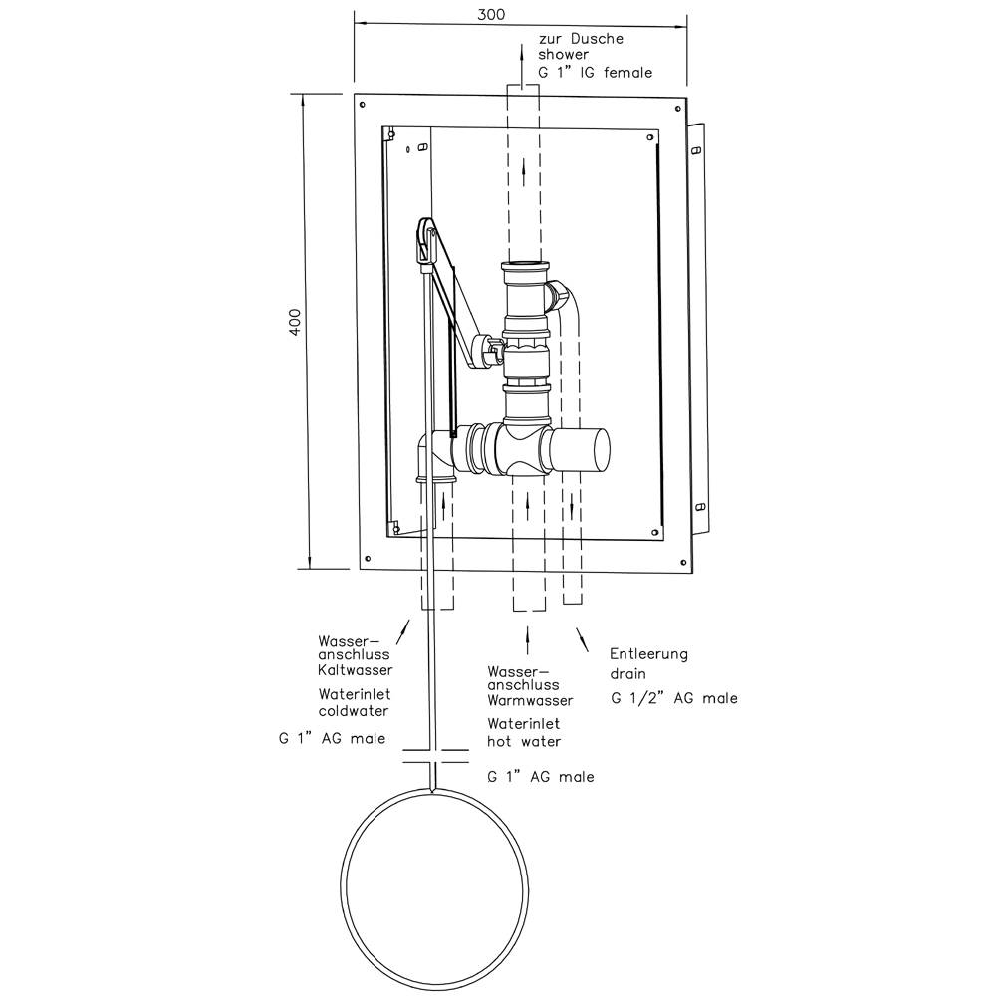 300
zur Dusche
shower
G 1” IG female
400
Wasser–
anschluss
Kaltwasser
Waterinlet
coldwater
G 1” AG male
Wasser–
anschluss
Warmwasser
Waterinlet
hot water
G 1” AG male
Entleerung
drain
G 1/2” AG male